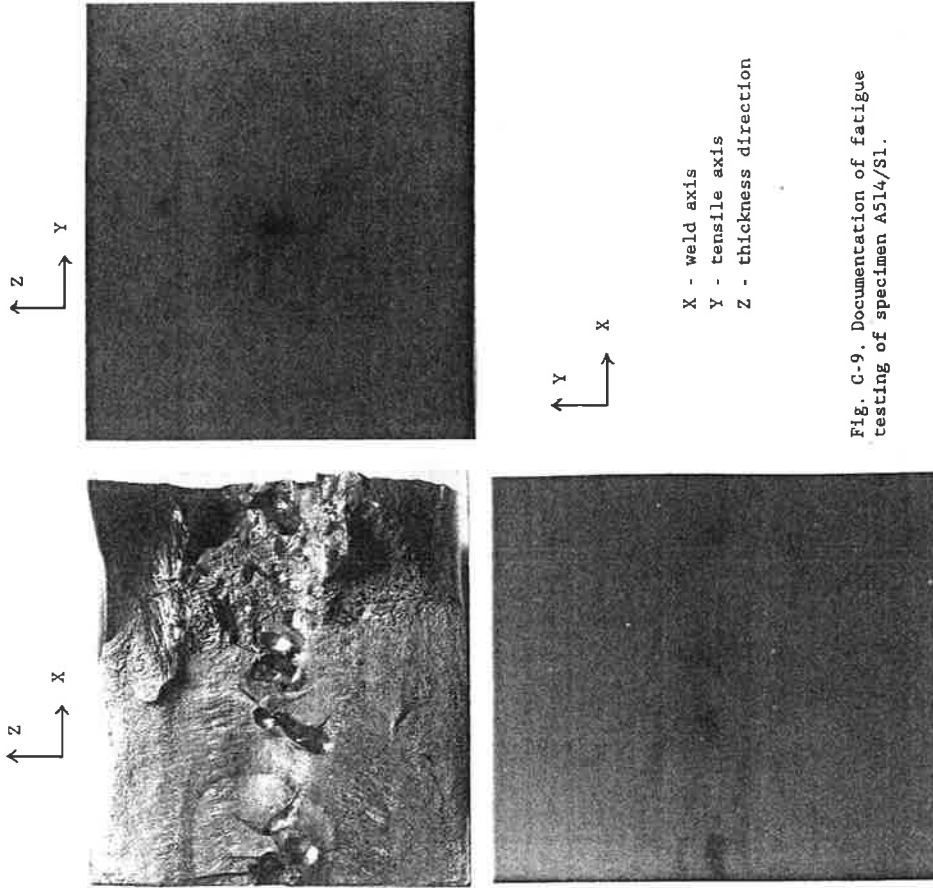 Z
Y
Z
X
Y
X
X - weld axis
Y - tensile axis
Z - thickness direction
Fig. C-9. Documentation of fatigue
testing of specimen A514/S1.